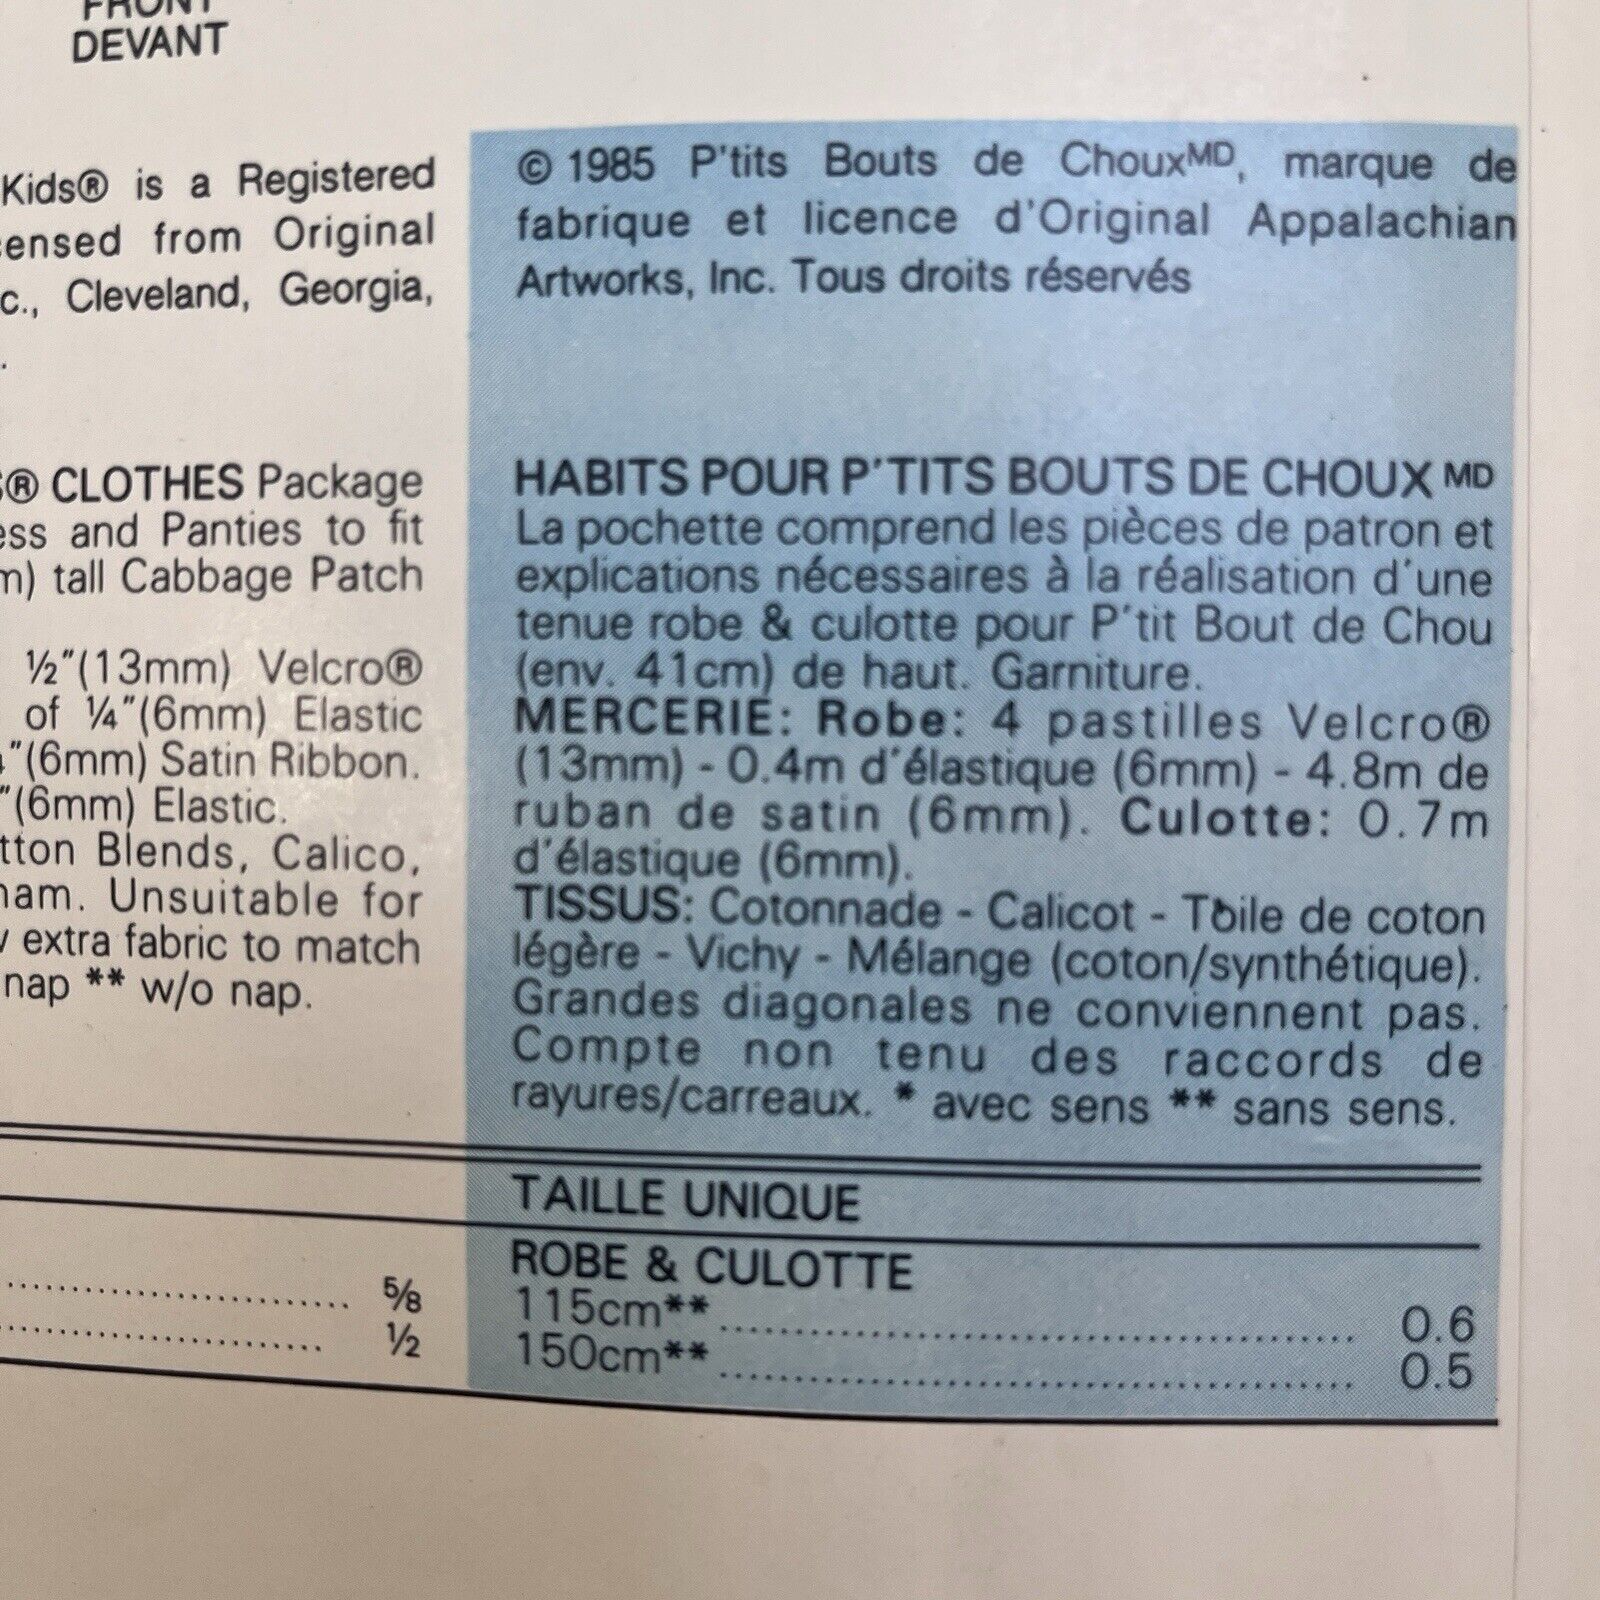 FRONT
DEVANT
Kids® is a Registered
censed from Original
c., Cleveland, Georgia,
.
® CLOTHES Package
ess and Panties to fit
m) tall Cabbage Patch
½"(13mm) Velcro®
of ¼"(6mm) Elastic
"(6mm) Satin Ribbon.
"(6mm) Elastic.
tton Blends, Calico,
ham. Unsuitable for
extra fabric to match
nap ** w/o nap.
⅝
½
© 1985 P'tits Bouts de Chouxᴹᴰ, marque de
fabrique et licence d'Original Appalachian
Artworks, Inc. Tous droits réservés
HABITS POUR P'TITS BOUTS DE CHOUX ᴹᴰ
La pochette comprend les pièces de patron et
explications nécessaires à la réalisation d'une
tenue robe & culotte pour P'tit Bout de Chou
(env. 41cm) de haut. Garniture.
MERCERIE: Robe: 4 pastilles Velcro®
(13mm) - 0.4m d'élastique (6mm) - 4.8m de
ruban de satin (6mm). Culotte: 0.7m
d'élastique (6mm).
TISSUS: Cotonnade - Calicot - Toile de coton
légère - Vichy - Mélange (coton/synthétique).
Grandes diagonales ne conviennent pas.
Compte non tenu des raccords de
rayures/carreaux. * avec sens ** sans sens.
TAILLE UNIQUE
ROBE & CULOTTE
115cm** 0.6
150cm** 0.5